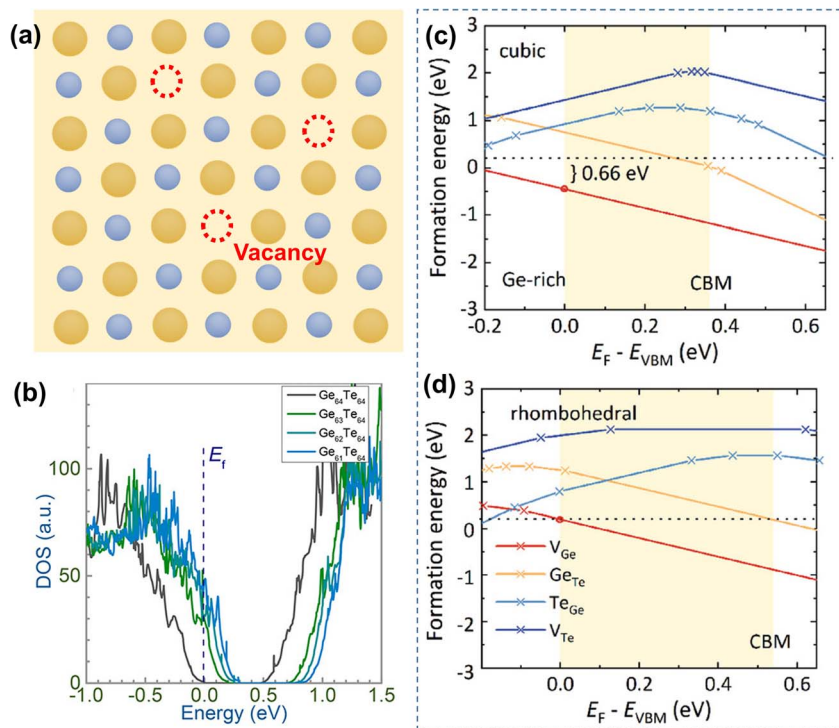 (a)
Vacancy
(b)
Ge64Te64
Ge63Te64
Ge62Te64
Ge61Te64
Ef
100
50
0
DOS (a.u.)
-1.0
-0.5
0.0
0.5
1.0
1.5
Energy (eV)
(c)
cubic
3
2
1
0
-1
-2
-3
} 0.66 eV
Ge-rich
CBM
Formation energy (eV)
-0.2
0.0
0.2
0.4
0.6
EF - EVBM (eV)
(d)
rhombohedral
3
2
1
0
-1
-2
-3
VGe
GeTe
TeGe
VTe
CBM
Formation energy (eV)
0.0
0.2
0.4
0.6
EF - EVBM (eV)